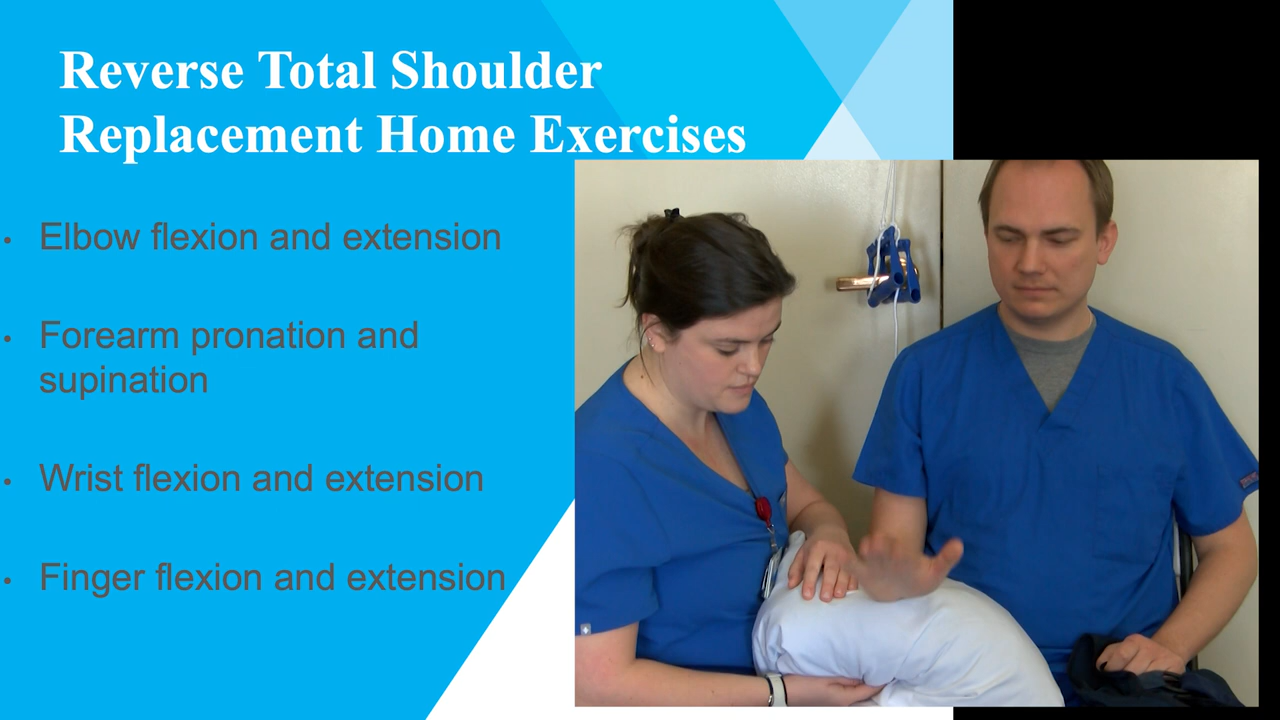 Reverse Total Shoulder
Replacement Home Exercises
• Elbow flexion and extension
• Forearm pronation and
supination
• Wrist flexion and extension
• Finger flexion and extension